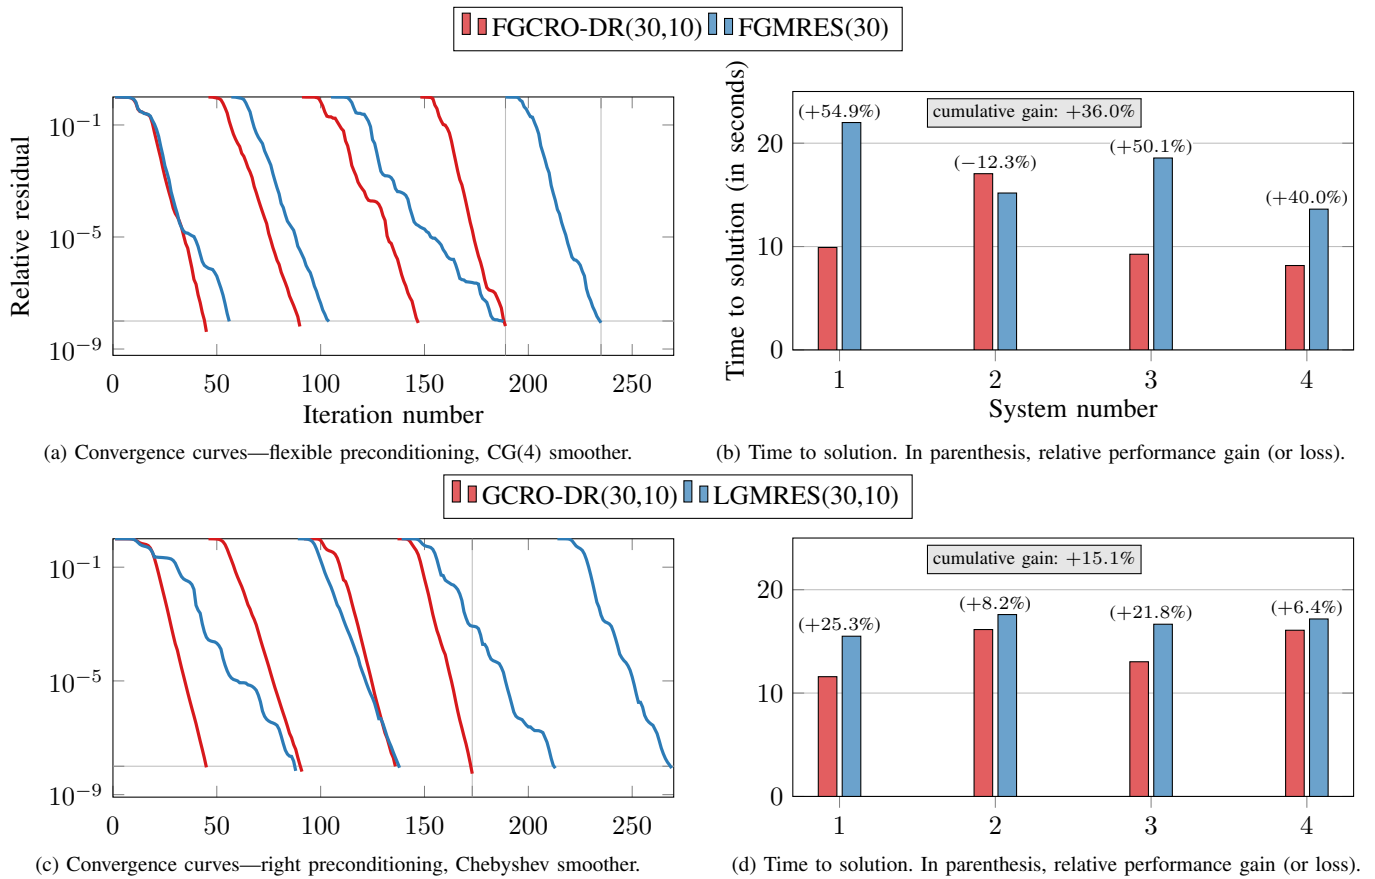 FGCRO-DR(30,10) FGMRES(30)
Relative residual
10−1
10−5
10−9
0 50 100 150 200 250
Iteration number
(a) Convergence curves—flexible preconditioning, CG(4) smoother.
Time to solution (in seconds)
cumulative gain: +36.0%
(+54.9%)
(−12.3%)
(+50.1%)
(+40.0%)
20
10
0
1 2 3 4
System number
(b) Time to solution. In parenthesis, relative performance gain (or loss).
GCRO-DR(30,10) LGMRES(30,10)
10−1
10−5
10−9
0 50 100 150 200 250
(c) Convergence curves—right preconditioning, Chebyshev smoother.
cumulative gain: +15.1%
(+25.3%)
(+8.2%)
(+21.8%)
(+6.4%)
20
10
0
1 2 3 4
(d) Time to solution. In parenthesis, relative performance gain (or loss).